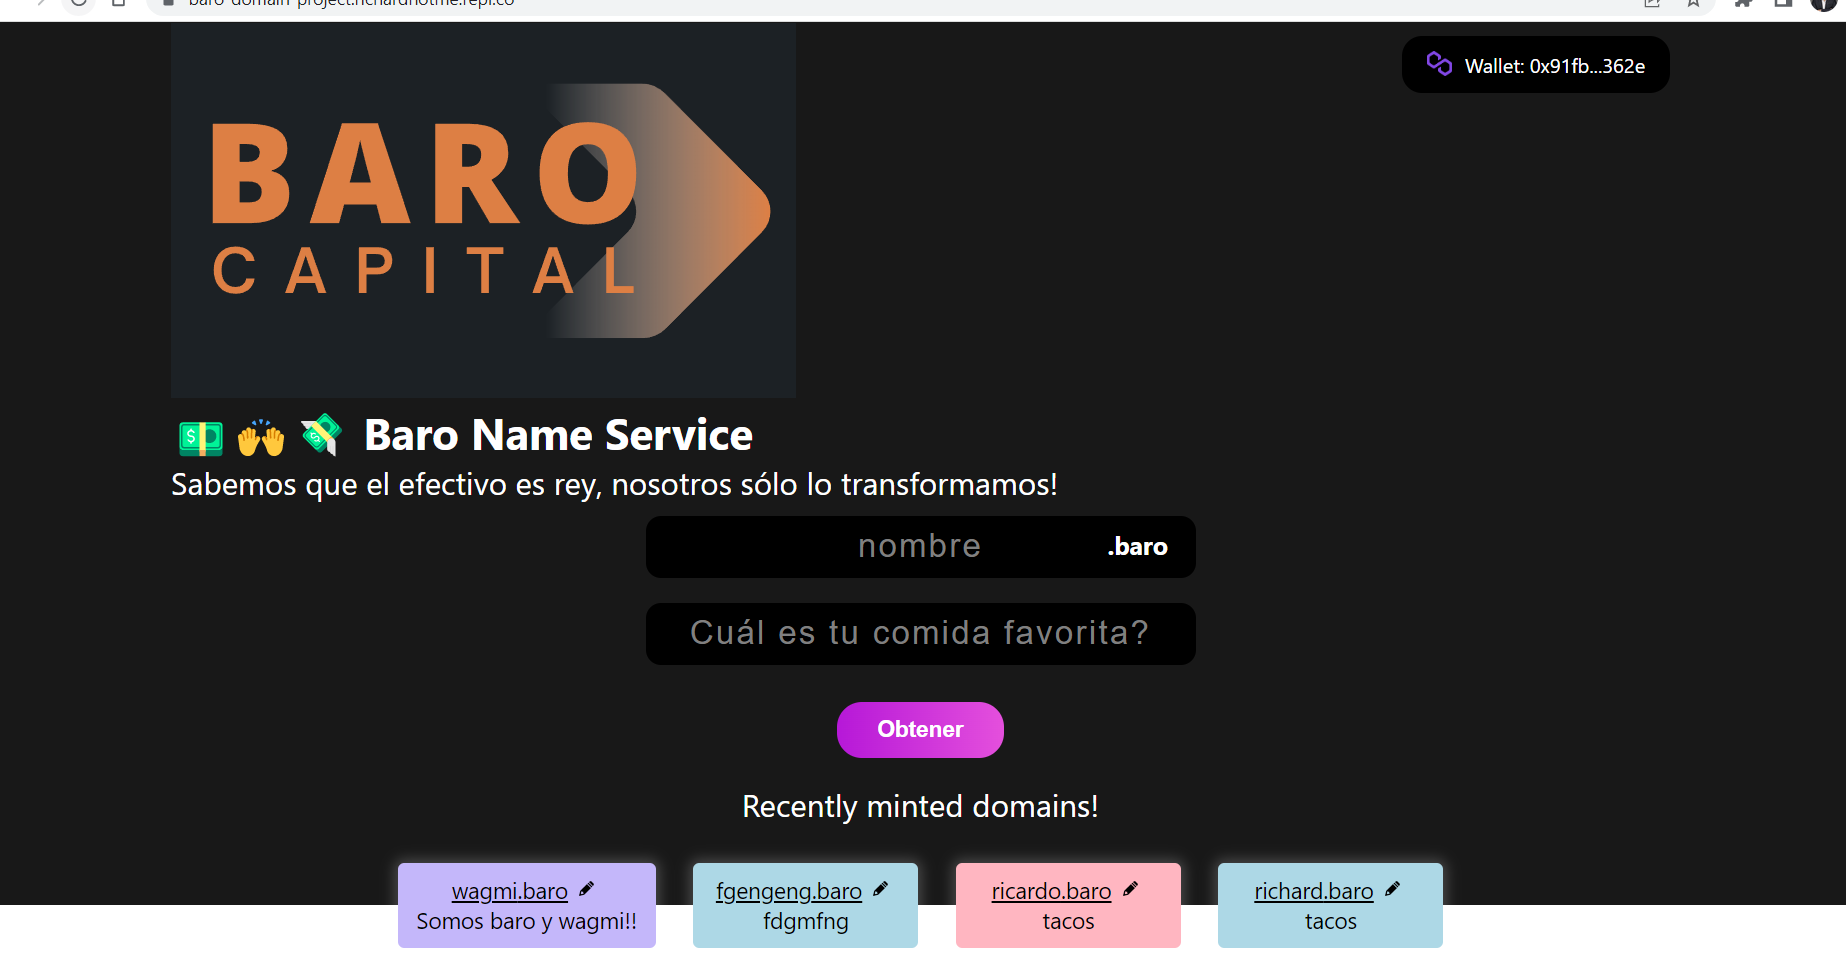 baro-domain-project.richardhotme.repl.co
Wallet: 0x91fb...362e
BARO
CAPITAL
Baro Name Service
Sabemos que el efectivo es rey, nosotros sólo lo transformamos!
nombre
.baro
Cuál es tu comida favorita?
Obtener
Recently minted domains!
wagmi.baro
Somos baro y wagmi!!
fgengeng.baro
fdgmfng
ricardo.baro
tacos
richard.baro
tacos